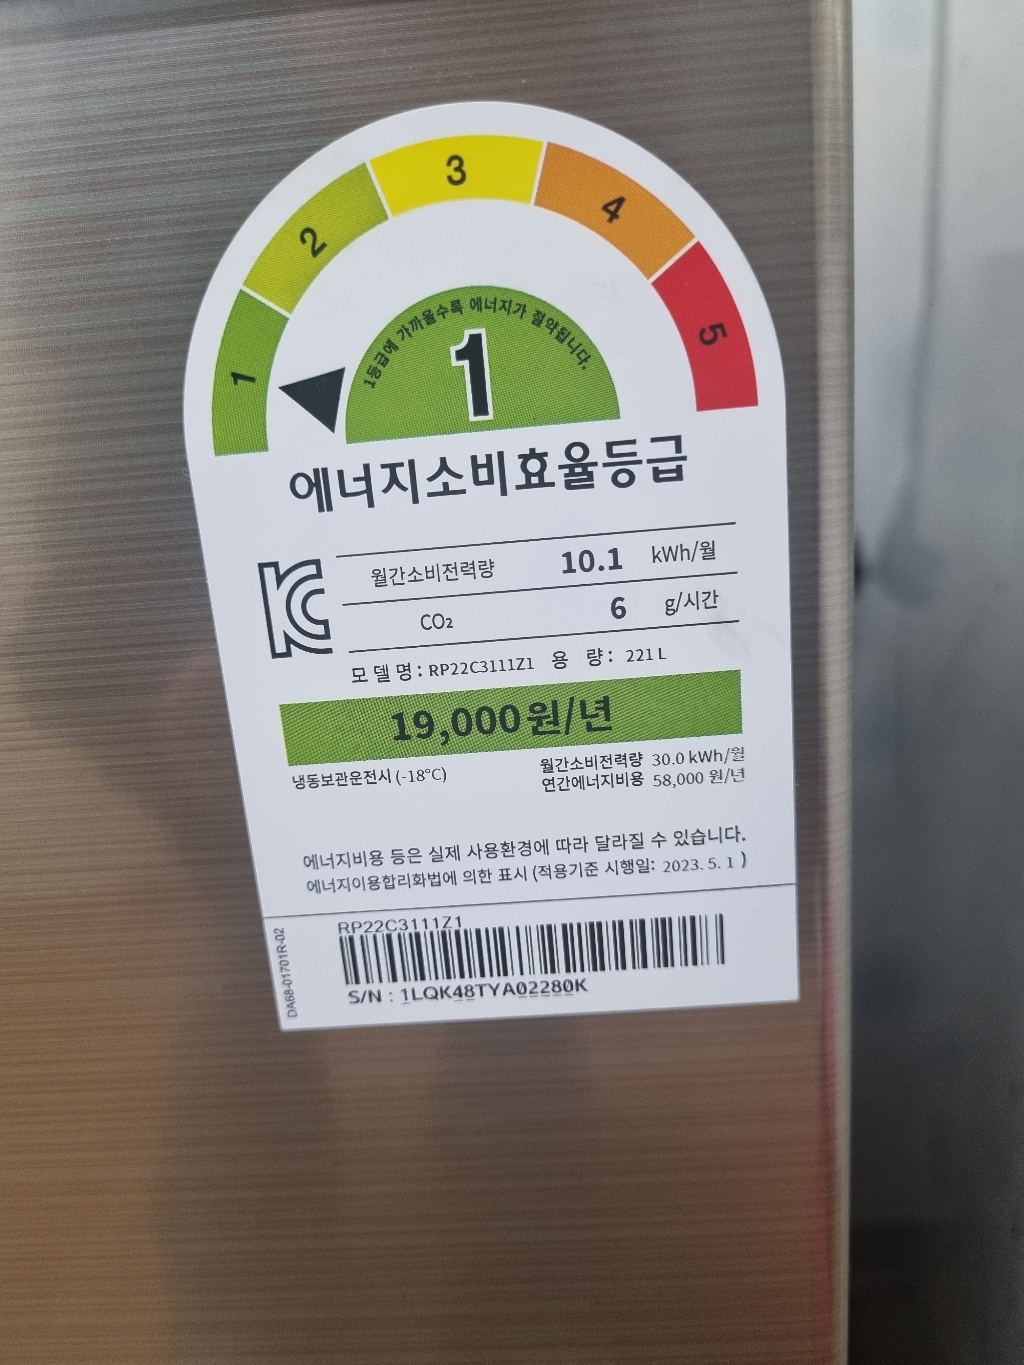 1 2 3 4 5
1등급에 가까울수록 에너지가 절약됩니다.
1
에너지소비효율등급
월간소비전력량 10.1 kWh/월
CO₂ 6 g/시간
모 델 명 : RP22C3111Z1 용 량 : 221 L
19,000원/년
냉동보관운전시 (-18℃) 월간소비전력량 30.0 kWh/월
연간에너지비용 58,000 원/년
에너지비용 등은 실제 사용환경에 따라 달라질 수 있습니다.
에너지이용합리화법에 의한 표시 (적용기준 시행일: 2023. 5. 1 )
DA68-01701R-02
RP22C3111Z1
S/N : 1LQK48TYA02280K